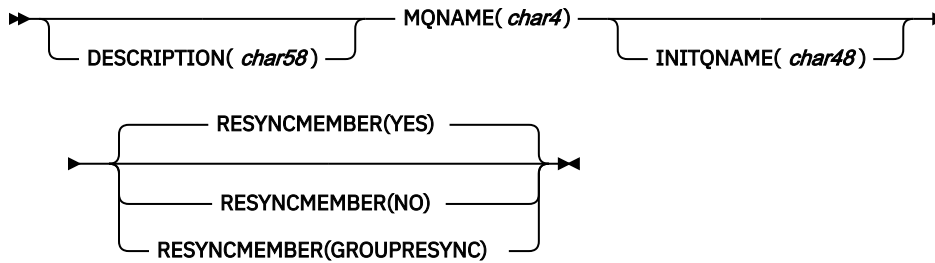 MQNAME( char4)
DESCRIPTION( char58)
INITQNAME( char48)
RESYNCMEMBER(YES)
RESYNCMEMBER(NO)
RESYNCMEMBER(GROUPRESYNC)